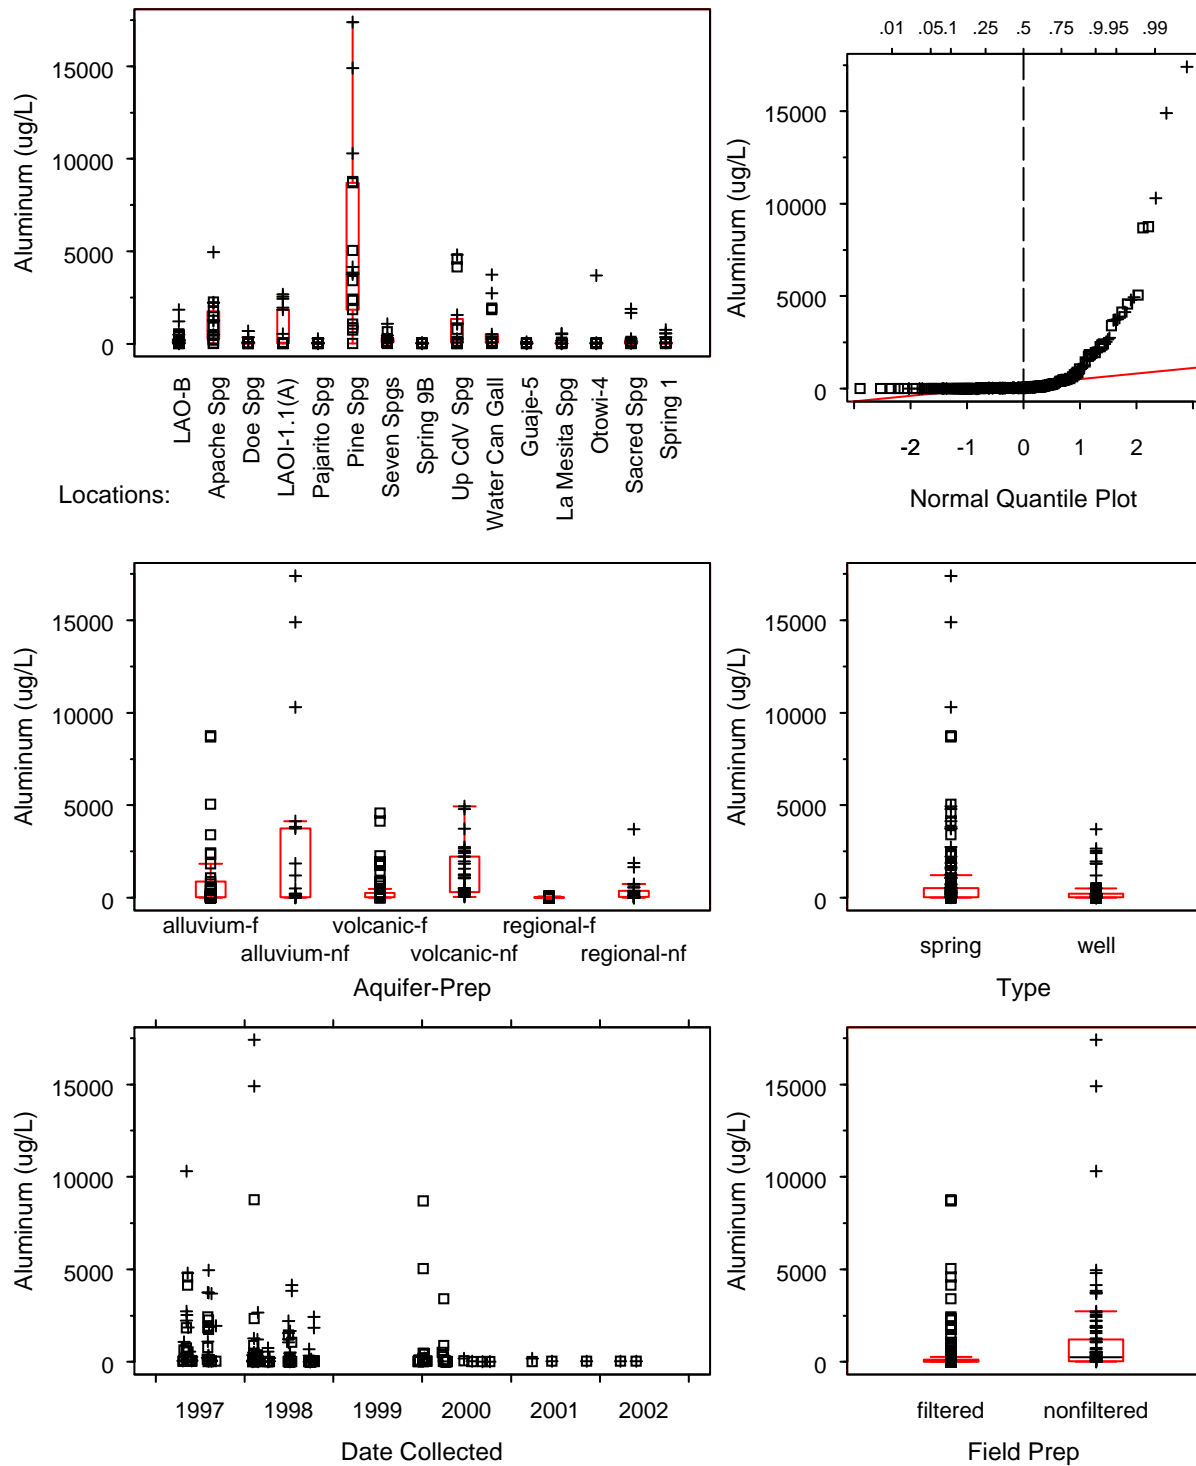 .01 .05 .1 .25 .5 .75 .9 .95 .99
Aluminum (ug/L)
15000
10000
5000
0
LAO-B
Apache Spg
Doe Spg
LAOI-1.1(A)
Pajarito Spg
Pine Spg
Seven Spgs
Spring 9B
Up CdV Spg
Water Can Gall
Guaje-5
La Mesita Spg
Otowi-4
Sacred Spg
Spring 1
Locations:
Aluminum (ug/L)
15000
10000
5000
0
-2 -1 0 1 2
Normal Quantile Plot
Aluminum (ug/L)
15000
10000
5000
0
alluvium-f volcanic-f regional-f
alluvium-nf volcanic-nf regional-nf
Aquifer-Prep
Aluminum (ug/L)
15000
10000
5000
0
spring well
Type
Aluminum (ug/L)
15000
10000
5000
0
1997 1998 1999 2000 2001 2002
Date Collected
Aluminum (ug/L)
15000
10000
5000
0
filtered nonfiltered
Field Prep